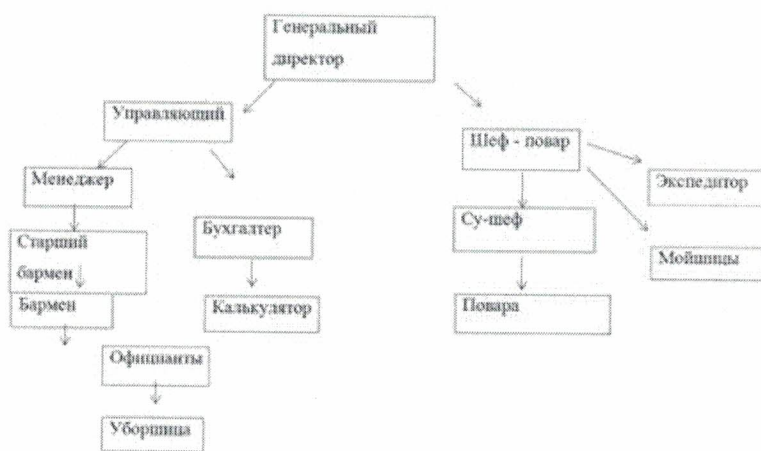 Генеральный
директор
Управляющий
Шеф - повар
Менеджер
Экспедитор
Старший
бармен
Бухгалтер
Су-шеф
Мойщицы
Бармен
Калькулятор
Повара
Официанты
Уборщица